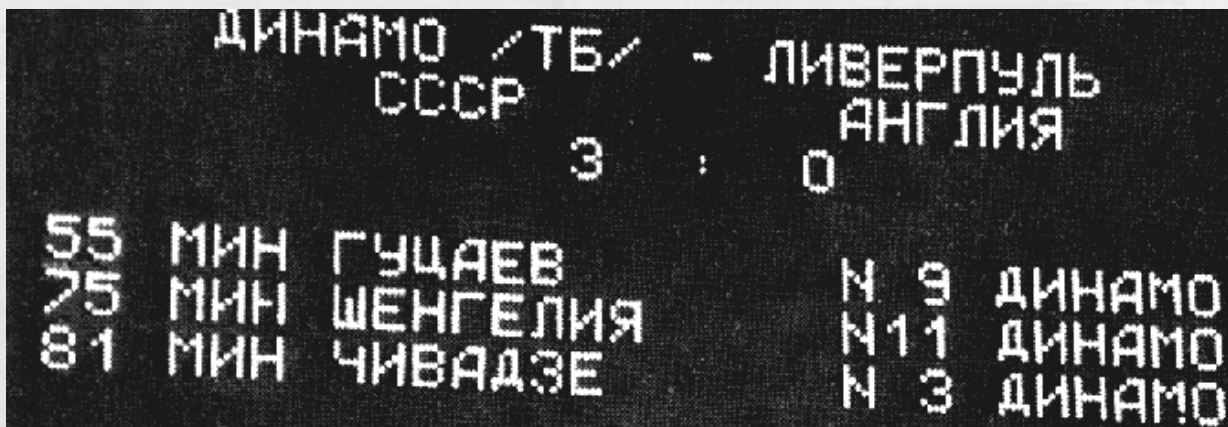 ДИНАМО /ТБ/ - ЛИВЕРПУЛЬ
СССР АНГЛИЯ
3 : 0
55 МИН ГУЦАЕВ N 9 ДИНАМО
75 МИН ШЕНГЕЛИЯ N11 ДИНАМО
81 МИН ЧИВАДЗЕ N 3 ДИНАМО